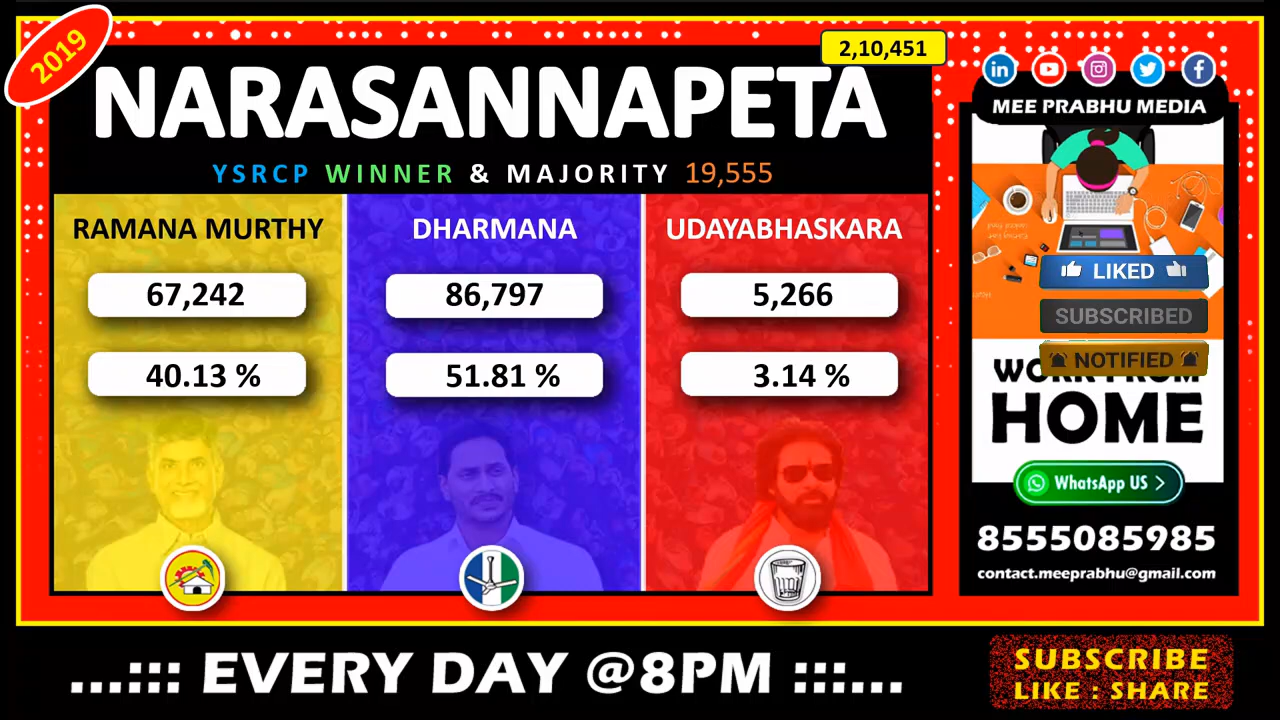 2019
2,10,451
NARASANNAPETA
YSRCP WINNER & MAJORITY 19,555
RAMANA MURTHY
67,242
40.13 %
DHARMANA
86,797
51.81 %
UDAYABHASKARA
5,266
3.14 %
MEE PRABHU MEDIA
LIKED
SUBSCRIBED
NOTIFIED
WORK FROM
HOME
WhatsApp US >
8555085985
contact.meeprabhu@gmail.com
...::: EVERY DAY @8PM :::...
SUBSCRIBE
LIKE : SHARE